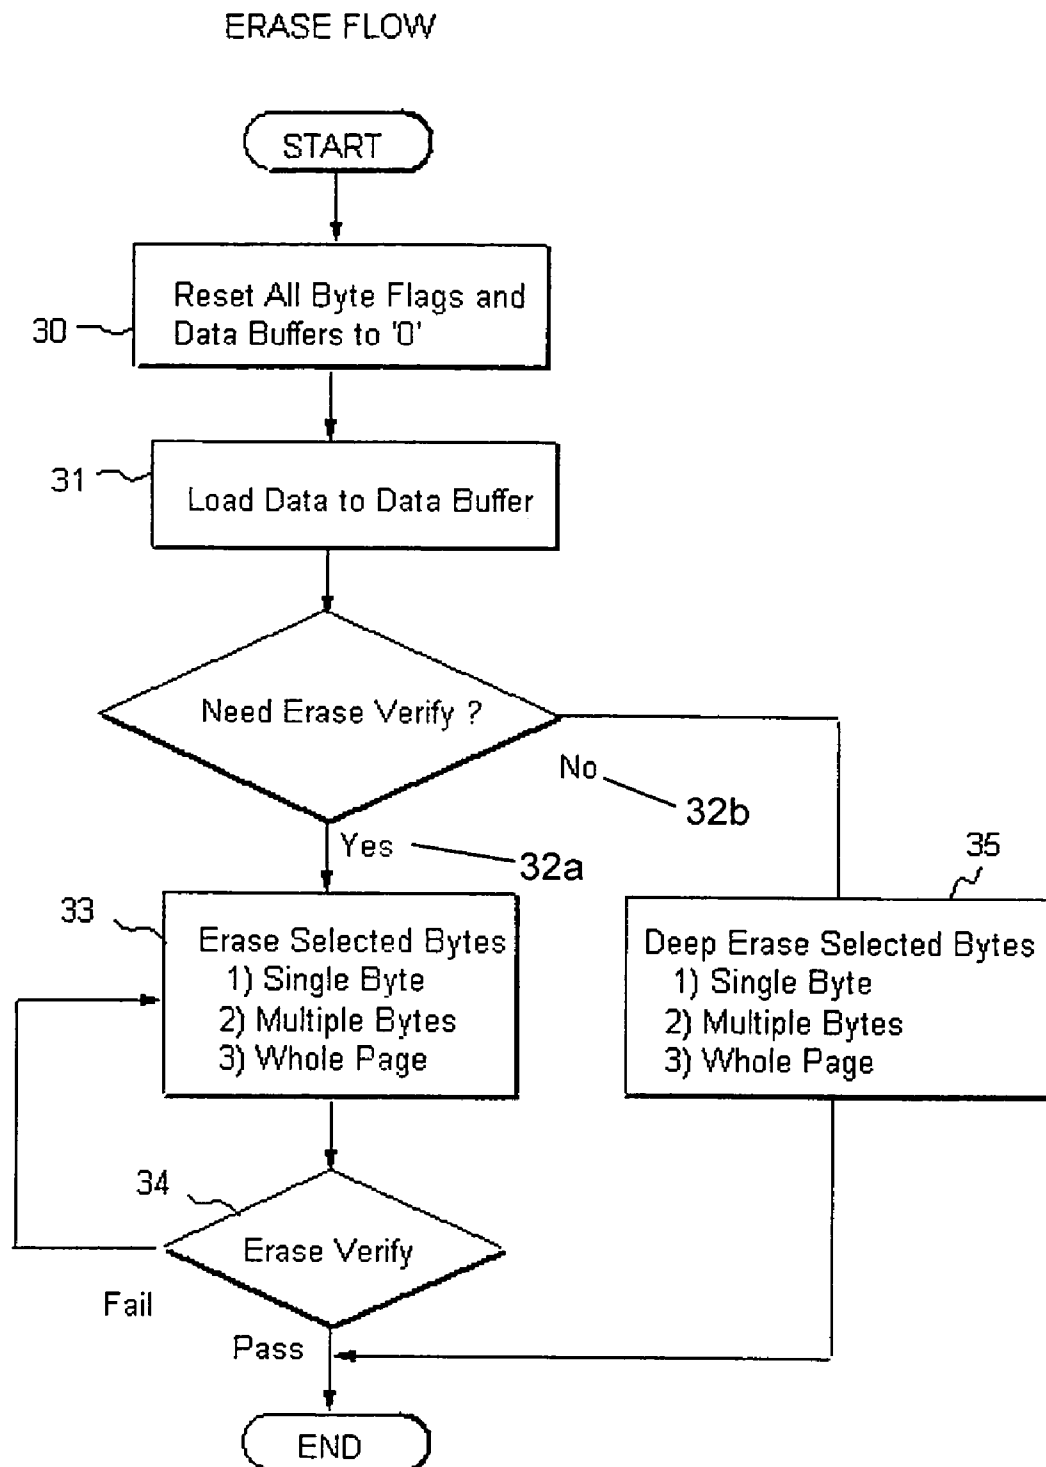 ERASE FLOW
START
Reset All Byte Flags and
Data Buffers to '0'
30
31
Load Data to Data Buffer
Need Erase Verify ?
No
32b
Yes
32a
35
33
Erase Selected Bytes
1) Single Byte
2) Multiple Bytes
3) Whole Page
Deep Erase Selected Bytes
1) Single Byte
2) Multiple Bytes
3) Whole Page
34
Erase Verify
Fail
Pass
END